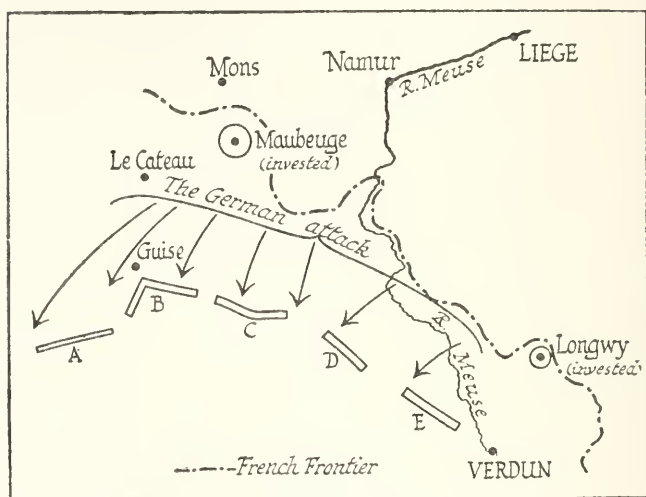 Mons
Namur
R. Meuse
LIEGE
Maubeuge
(invested)
Le Cateau
The German attack
Guise
A
B
C
D
E
R. Meuse
Longwy
(invested)
French Frontier
VERDUN